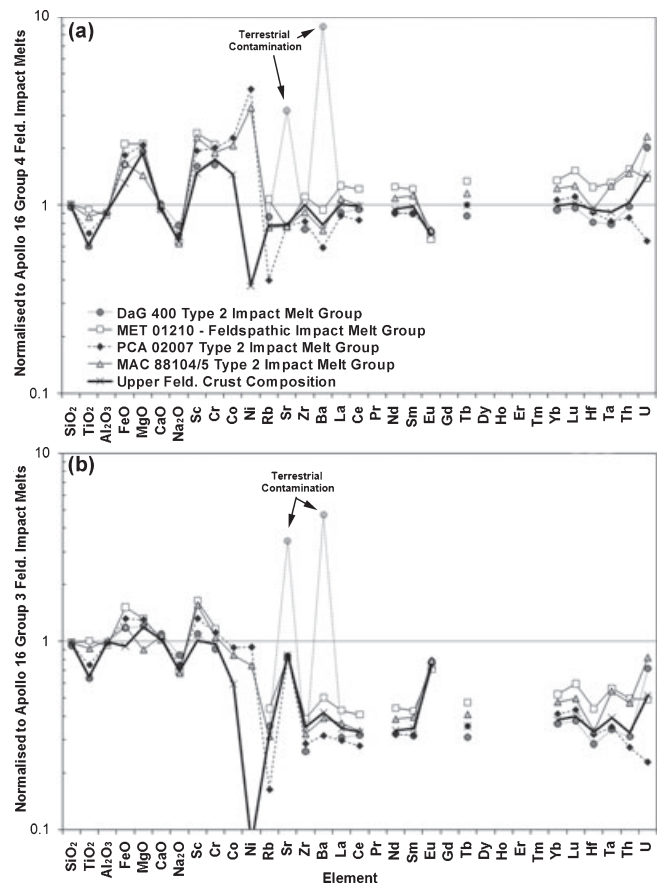 (a)
Terrestrial
Contamination
Normalised to Apollo 16 Group 4 Feld. Impact Melts
10
1
0.1
DaG 400 Type 2 Impact Melt Group
MET 01210 - Feldspathic Impact Melt Group
PCA 02007 Type 2 Impact Melt Group
MAC 88104/5 Type 2 Impact Melt Group
Upper Feld. Crust Composition
SiO₂ TiO₂ Al₂O₃ FeO MgO CaO Na₂O Sc Cr Co Ni Rb Sr Zr Ba La Ce Pr Nd Sm Eu Gd Tb Dy Ho Er Tm Yb Lu Hf Ta Th U
(b)
Terrestrial
Contamination
Normalised to Apollo 16 Group 3 Feld. Impact Melts
10
1
0.1
SiO₂ TiO₂ Al₂O₃ FeO MgO CaO Na₂O Sc Cr Co Ni Rb Sr Zr Ba La Ce Pr Nd Sm Eu Gd Tb Dy Ho Er Tm Yb Lu Hf Ta Th U
Element